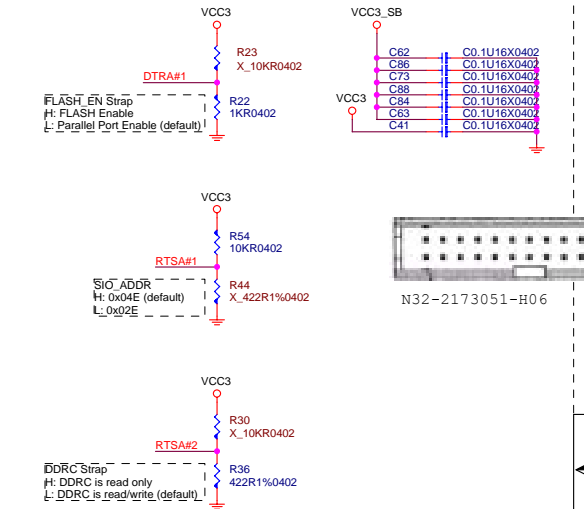 VCC3
R23
X_10KR0402
DTRA#1
R22
1KR0402
FLASH_EN Strap
H: FLASH Enable
L: Parallel Port Enable (default)
VCC3_SB
C62 C0.1U16X0402
C86 C0.1U16X0402
C73 C0.1U16X0402
C88 C0.1U16X0402
VCC3
C84 C0.1U16X0402
C63 C0.1U16X0402
C41 C0.1U16X0402
VCC3
R54
10KR0402
RTSA#1
R44
X_422R1%0402
SIO_ADDR
H: 0x04E (default)
L: 0x02E
N32-2173051-H06
VCC3
R30
X_10KR0402
RTSA#2
R36
422R1%0402
DDRC Strap
H: DDRC is read only
L: DDRC is read/write (default)